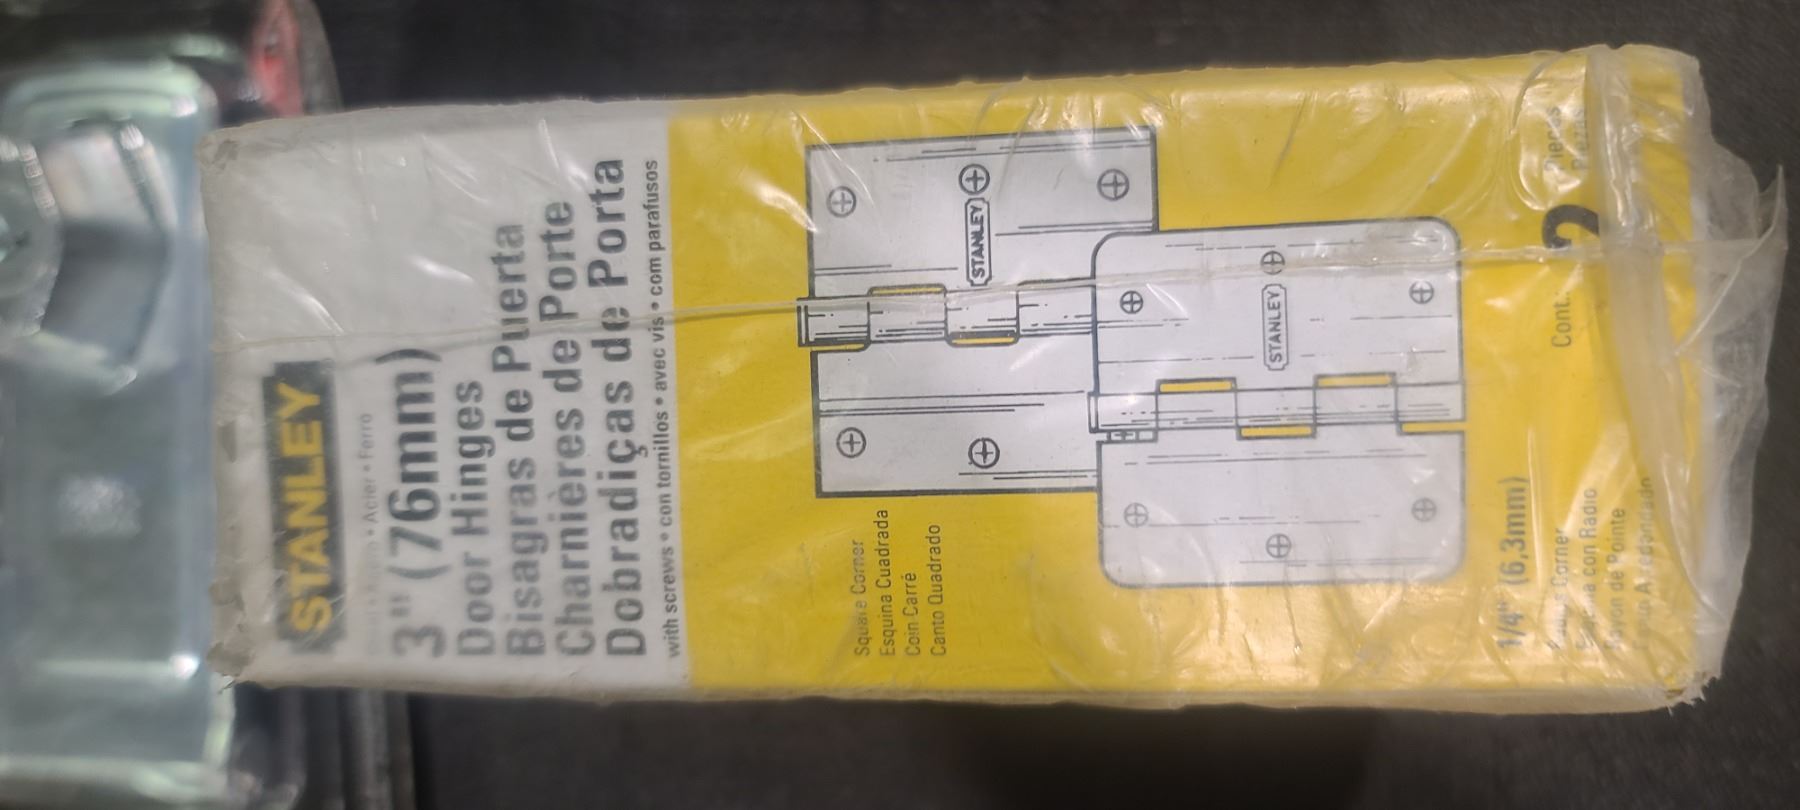 STANLEY
• Acier • Ferro
3" (76mm)
Door Hinges
Bisagras de Puerta
Charnières de Porte
Dobradiças de Porta
with screws • con tornillos • avec vis • com parafusos
STANLEY
STANLEY
Square Corner
Esquina Cuadrada
Coin Carré
Canto Quadrado
1/4" (6,3mm)
Corner
con Radio
de Pointe
Cont.: 2
Pieces